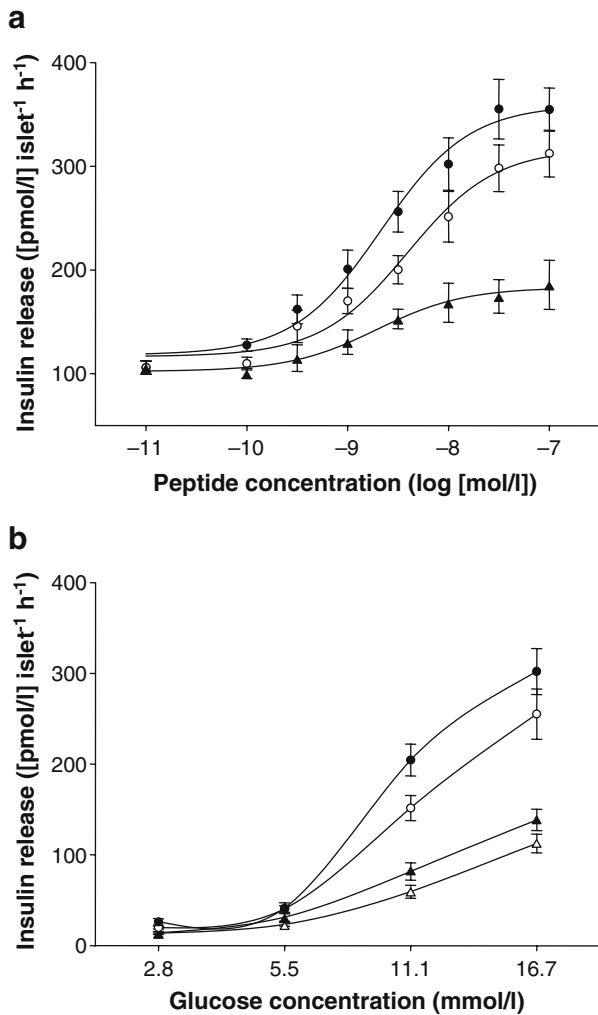 a
Insulin release ([pmol/l] islet⁻¹ h⁻¹)
400
300
200
100
–11 –10 –9 –8 –7
Peptide concentration (log [mol/l])
b
Insulin release ([pmol/l] islet⁻¹ h⁻¹)
400
300
200
100
0
2.8 5.5 11.1 16.7
Glucose concentration (mmol/l)